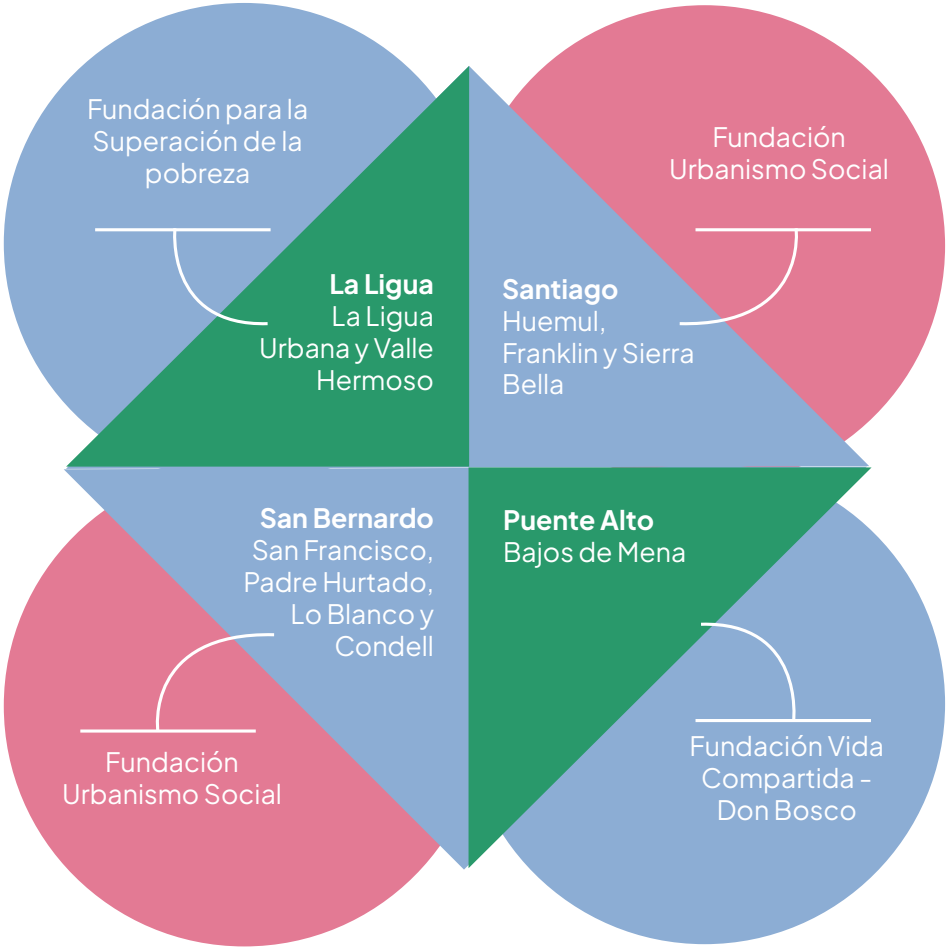 Fundación para la
Superación de la
pobreza
Fundación
Urbanismo Social
La Ligua
La Ligua
Urbana y Valle
Hermoso
Santiago
Huemul,
Franklin y Sierra
Bella
San Bernardo
San Francisco,
Padre Hurtado,
Lo Blanco y
Condell
Puente Alto
Bajos de Mena
Fundación
Urbanismo Social
Fundación Vida
Compartida -
Don Bosco